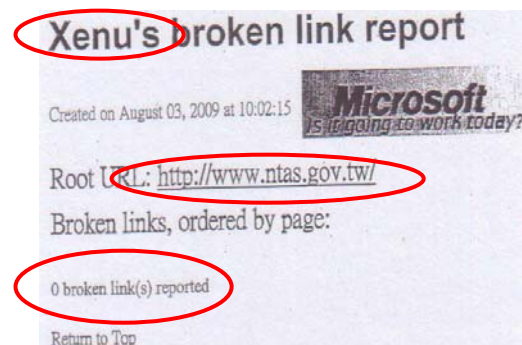 Xenu's broken link report
Created on August 03, 2009 at 10:02:15
Microsoft
Is it going to work today?
Root URL: http://www.ntas.gov.tw/
Broken links, ordered by page:
0 broken link(s) reported
Return to Top